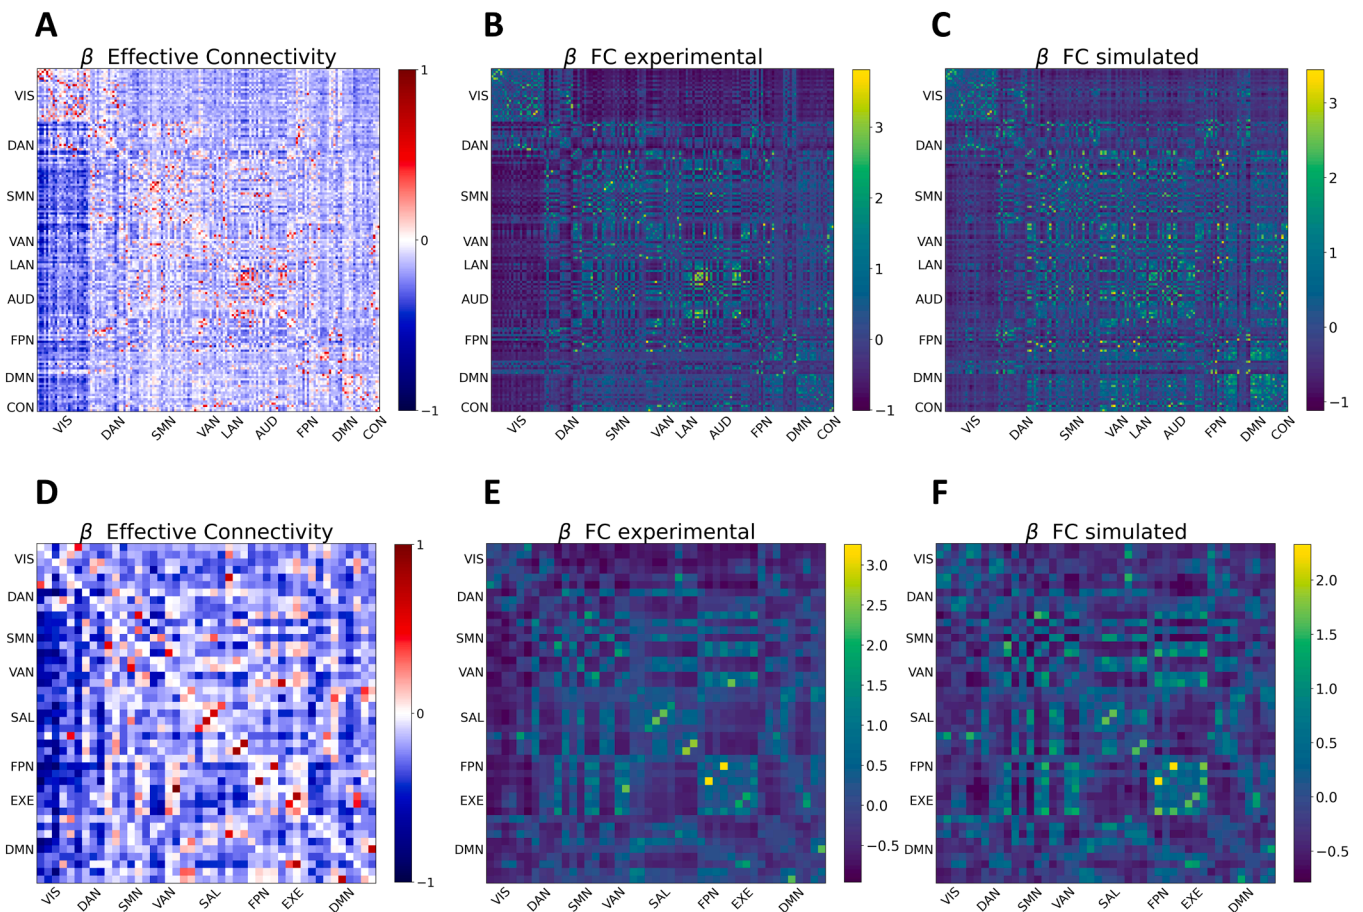 A
B
C
β Effective Connectivity
β FC experimental
β FC simulated
VIS
DAN
SMN
VAN
LAN
AUD
FPN
DMN
CON
VIS
DAN
SMN
VAN
LAN
AUD
FPN
DMN
CON
1
0
−1
VIS
DAN
SMN
VAN
LAN
AUD
FPN
DMN
CON
VIS
DAN
SMN
VAN
LAN
AUD
FPN
DMN
CON
3
2
1
0
−1
VIS
DAN
SMN
VAN
LAN
AUD
FPN
DMN
CON
VIS
DAN
SMN
VAN
LAN
AUD
FPN
DMN
CON
3
2
1
0
−1
D
E
F
β Effective Connectivity
β FC experimental
β FC simulated
VIS
DAN
SMN
VAN
SAL
FPN
EXE
DMN
VIS
DAN
SMN
VAN
SAL
FPN
EXE
DMN
1
0
−1
VIS
DAN
SMN
VAN
SAL
FPN
EXE
DMN
VIS
DAN
SMN
VAN
SAL
FPN
EXE
DMN
3.0
2.5
2.0
1.5
1.0
0.5
0.0
−0.5
VIS
DAN
SMN
VAN
SAL
FPN
EXE
DMN
VIS
DAN
SMN
VAN
SAL
FPN
EXE
DMN
2.0
1.5
1.0
0.5
0.0
−0.5